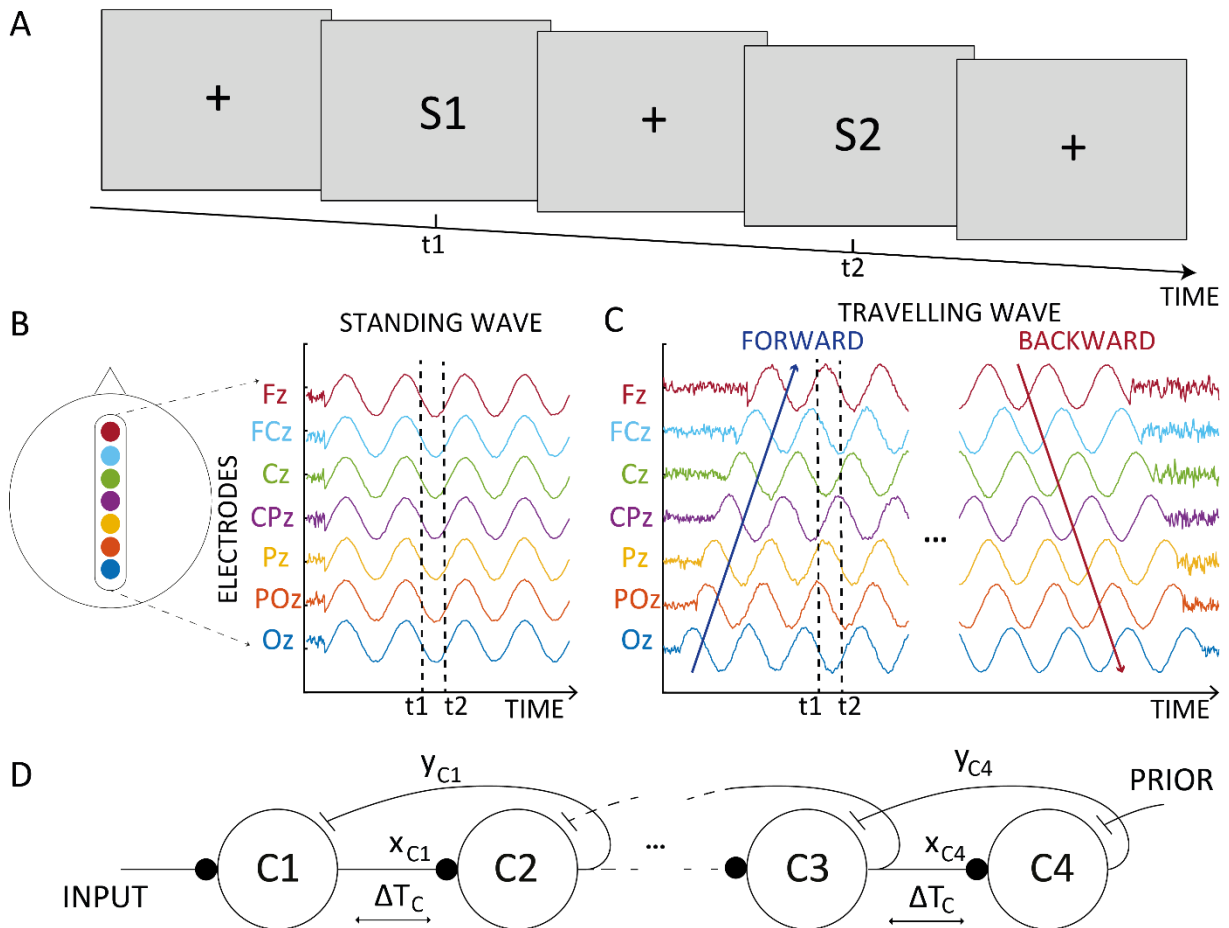 A
+
S1
+
S2
+
t1
t2
TIME
B
STANDING WAVE
ELECTRODES
Fz
FCz
Cz
CPz
Pz
POz
Oz
t1 t2
TIME
C
TRAVELLING WAVE
FORWARD
BACKWARD
Fz
FCz
Cz
CPz
Pz
POz
Oz
...
t1 t2
TIME
D
yC1
yC4
PRIOR
INPUT
C1
xC1
ΔTC
C2
...
C3
xC4
ΔTC
C4